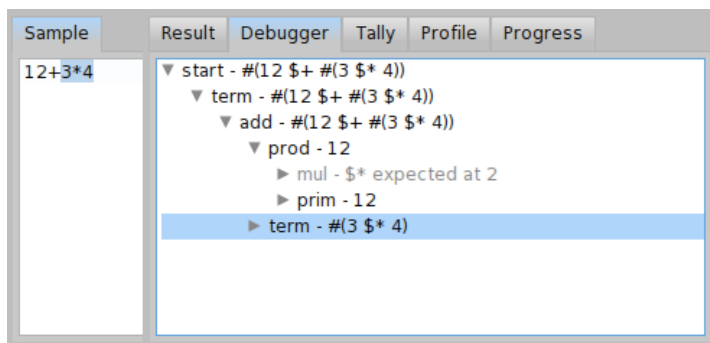 Sample Result Debugger Tally Profile Progress
12+3*4
start - #(12 $+ #(3 $* 4))
term - #(12 $+ #(3 $* 4))
add - #(12 $+ #(3 $* 4))
prod - 12
mul - $* expected at 2
prim - 12
term - #(3 $* 4)